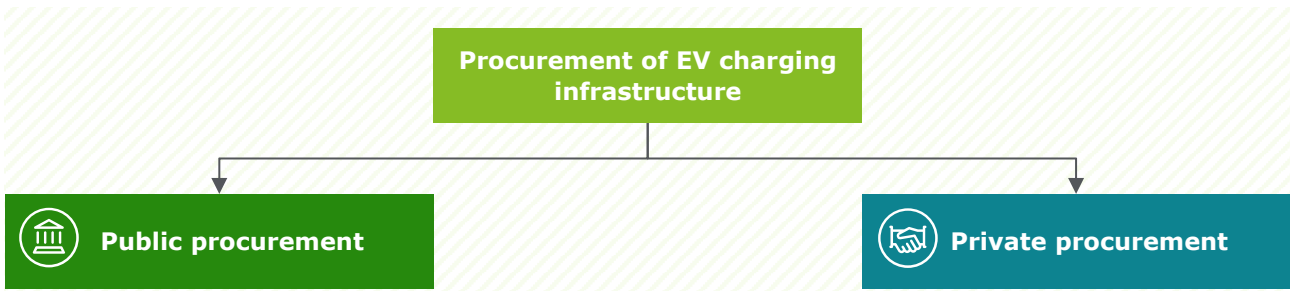 Procurement of EV charging
infrastructure
Public procurement
Private procurement